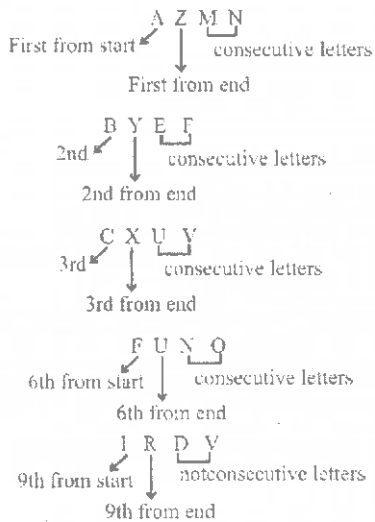 A Z M N
First from start consecutive letters
First from end
B Y E F
2nd consecutive letters
2nd from end
C X U V
3rd consecutive letters
3rd from end
F U N O
6th from start consecutive letters
6th from end
I R D V
9th from start notconsecutive letters
9th from end